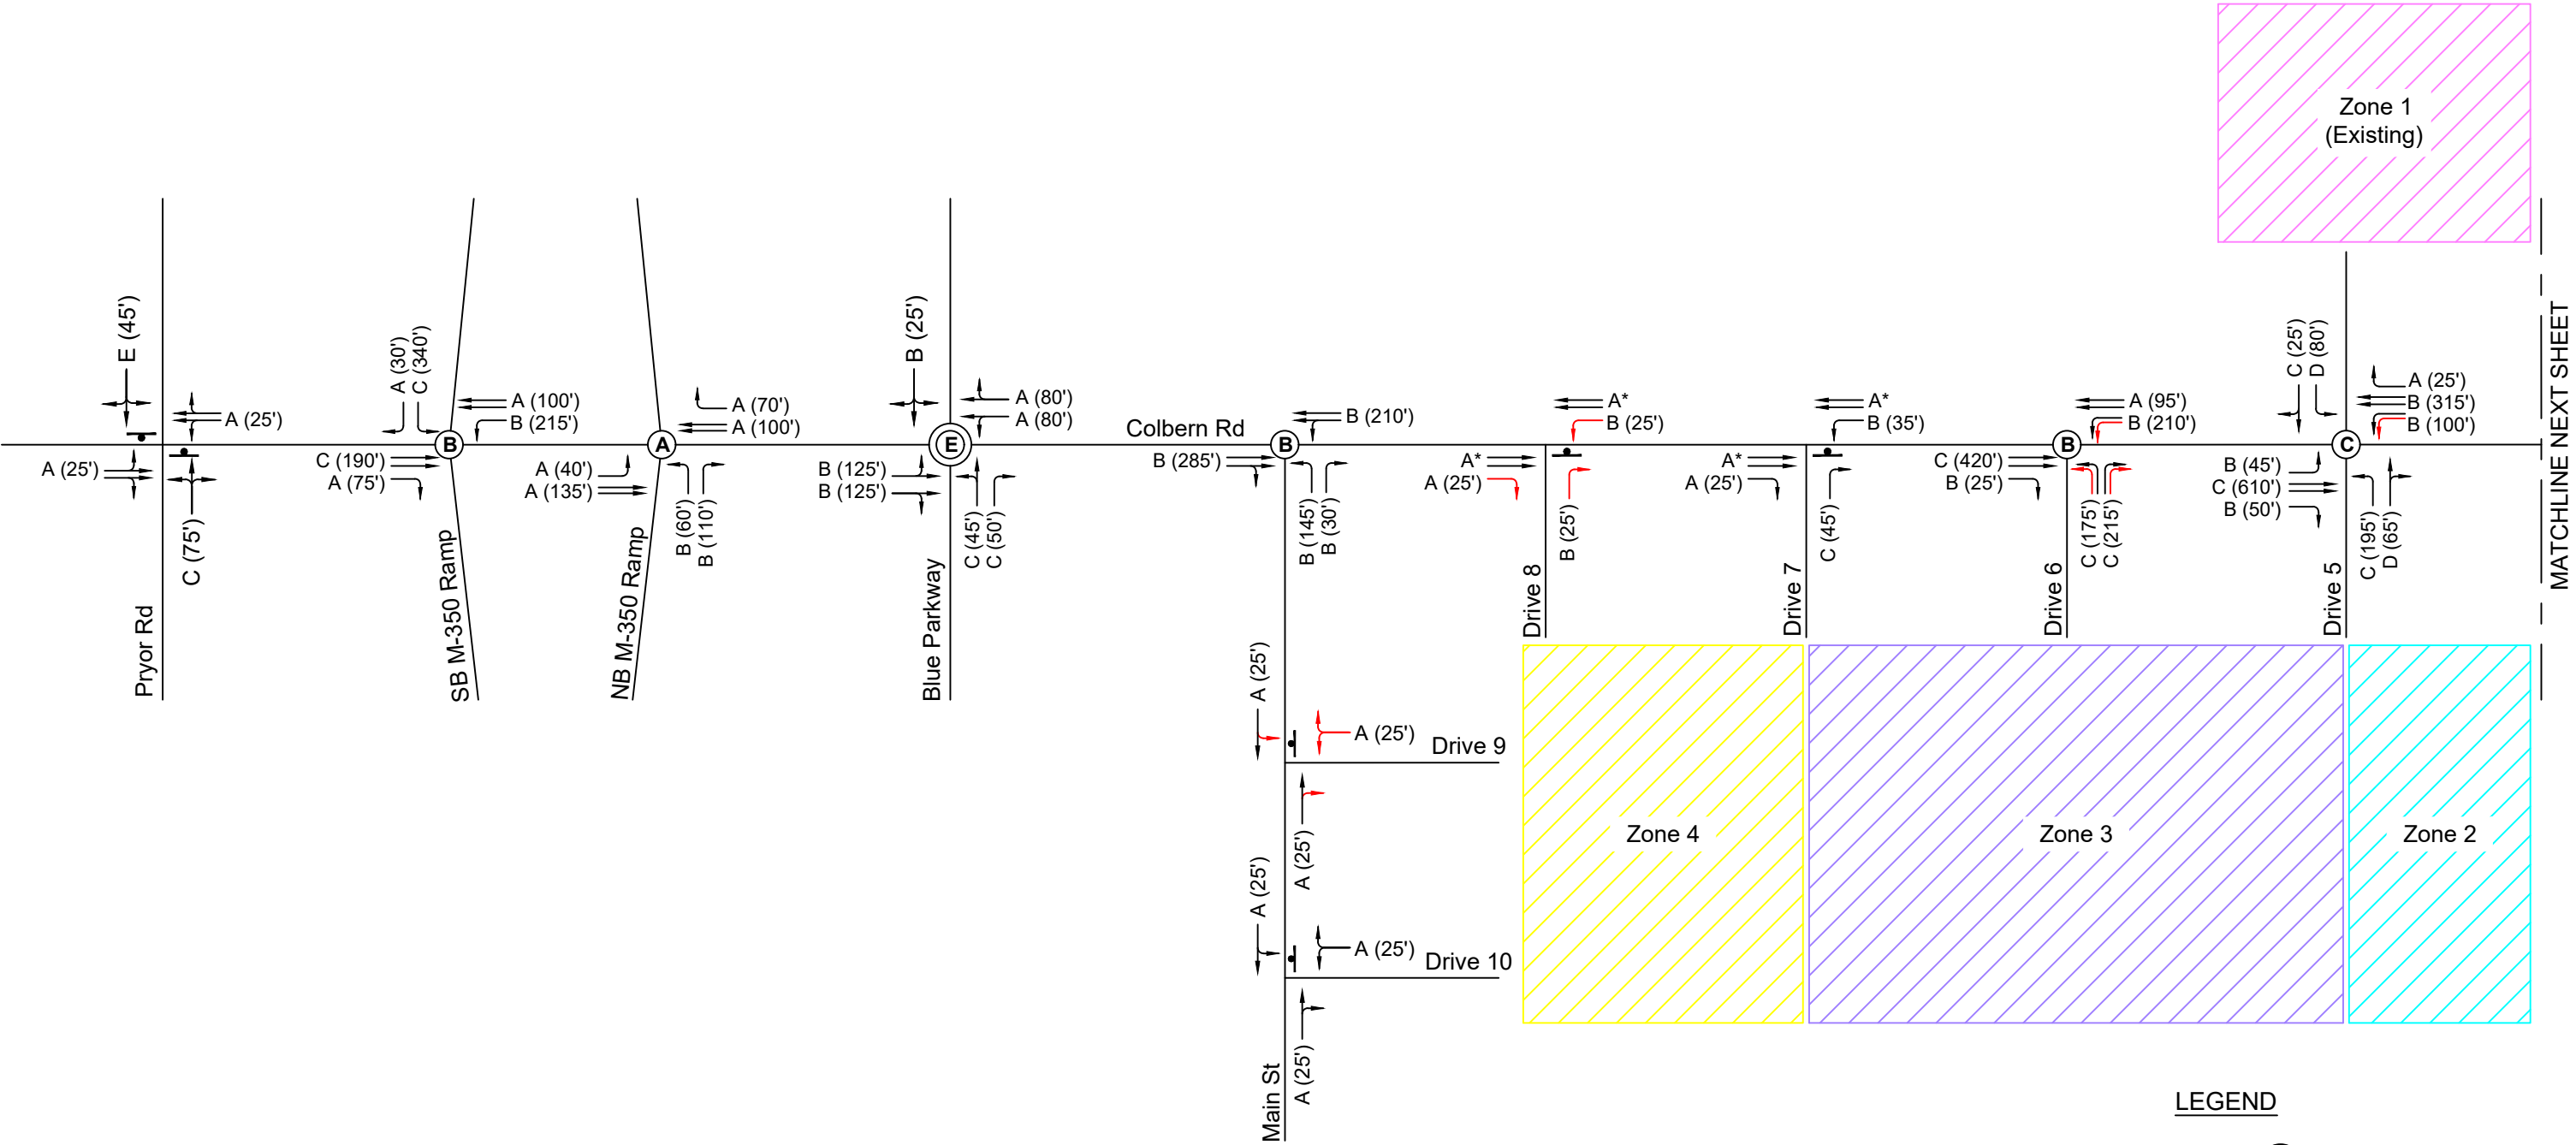 Zone 1
(Existing)
MATCHLINE NEXT SHEET
E (45')
A (25')
A (25')
C (75')
Pryor Rd
A (30')
C (340')
A (100')
B (215')
B
C (190')
A (75')
SB M-350 Ramp
A (70')
A (100')
A
A (40')
A (135')
B (60')
B (110')
NB M-350 Ramp
B (25')
A (80')
A (80')
E
B (125')
B (125')
C (45')
C (50')
Blue Parkway
Colbern Rd
B
B (210')
B (285')
B (145')
B (30')
A*
B (25')
A*
A (25')
B (25')
Drive 8
A*
B (35')
A*
A (25')
C (45')
Drive 7
A (95')
B (210')
B
C (420')
B (25')
C (175')
C (215')
Drive 6
C (25')
D (80')
A (25')
B (315')
B (100')
C
B (45')
C (610')
B (50')
C (195')
D (65')
Drive 5
A (25')
A (25')
Drive 9
A (25')
A (25')
A (25')
Drive 10
A (25')
Main St
Zone 4
Zone 3
Zone 2
LEGEND